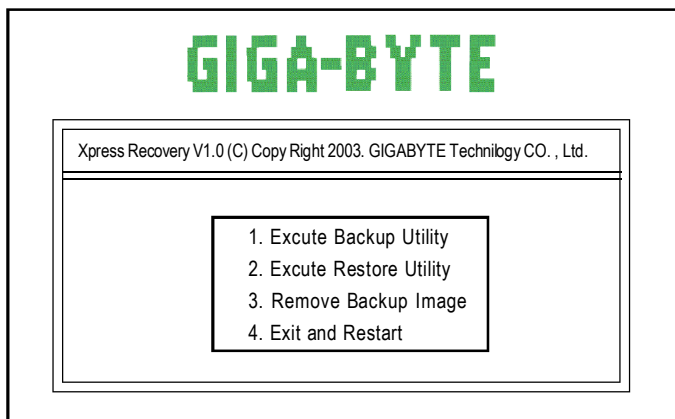 GIGA-BYTE
Xpress Recovery V1.0 (C) Copy Right 2003. GIGABYTE Technilogy CO. , Ltd.
1. Excute Backup Utility
2. Excute Restore Utility
3. Remove Backup Image
4. Exit and Restart